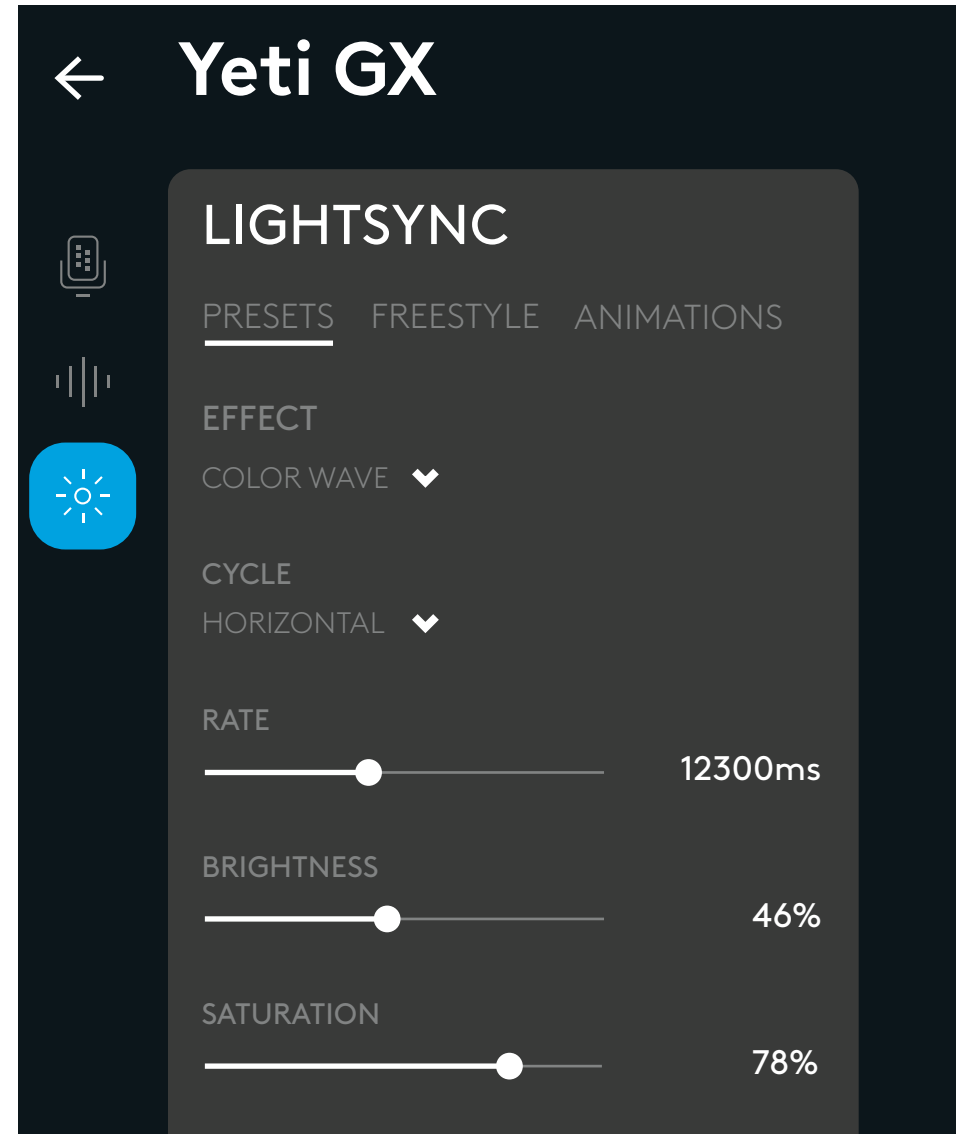 Yeti GX
LIGHTSYNC
PRESETS FREESTYLE ANIMATIONS
EFFECT
COLOR WAVE
CYCLE
HORIZONTAL
RATE
12300ms
BRIGHTNESS
46%
SATURATION
78%